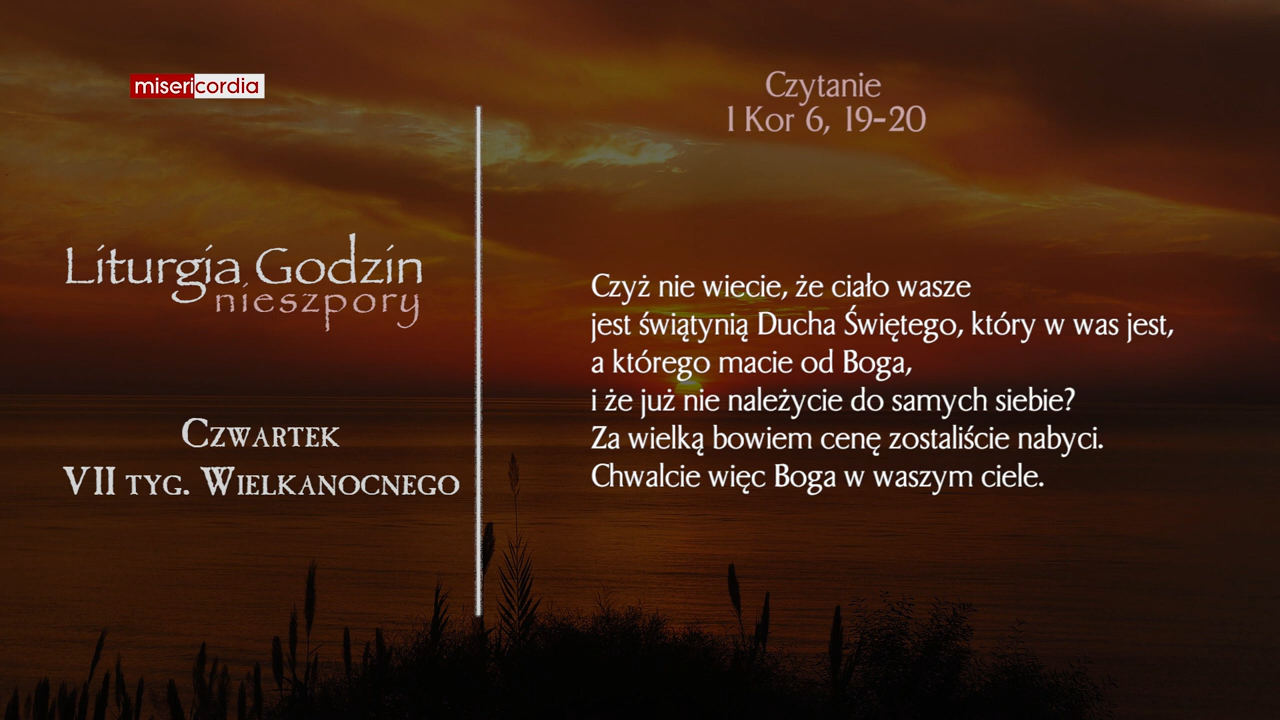 misericordia
Liturgia Godzin
nieszpory
Czwartek
VII tyg. Wielkanocnego
Czytanie
1 Kor 6, 19-20
Czyż nie wiecie, że ciało wasze
jest świątynią Ducha Świętego, który w was jest,
a którego macie od Boga,
i że już nie należycie do samych siebie?
Za wielką bowiem cenę zostaliście nabyci.
Chwalcie więc Boga w waszym ciele.